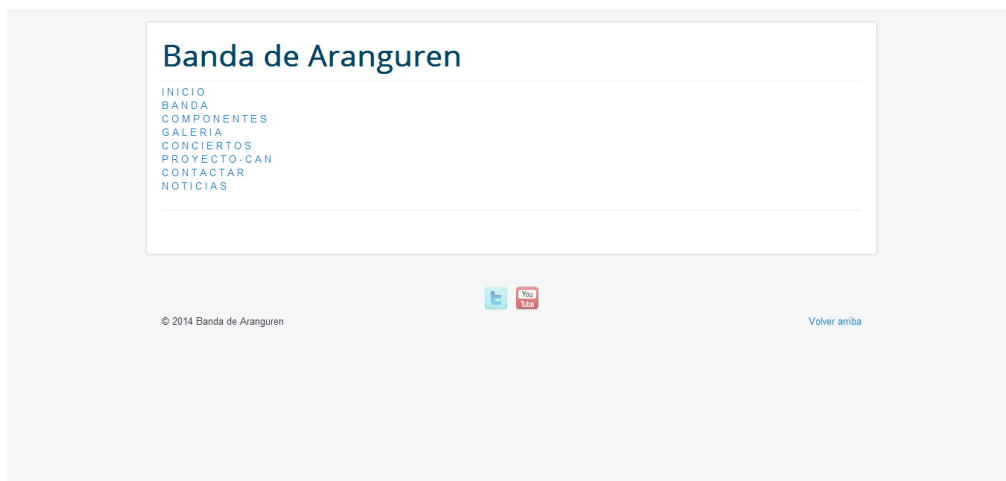 Banda de Aranguren
INICIO
BANDA
COMPONENTES
GALERIA
CONCIERTOS
PROYECTO-CAN
CONTACTAR
NOTICIAS
t
You
Tube
© 2014 Banda de Aranguren
Volver arriba